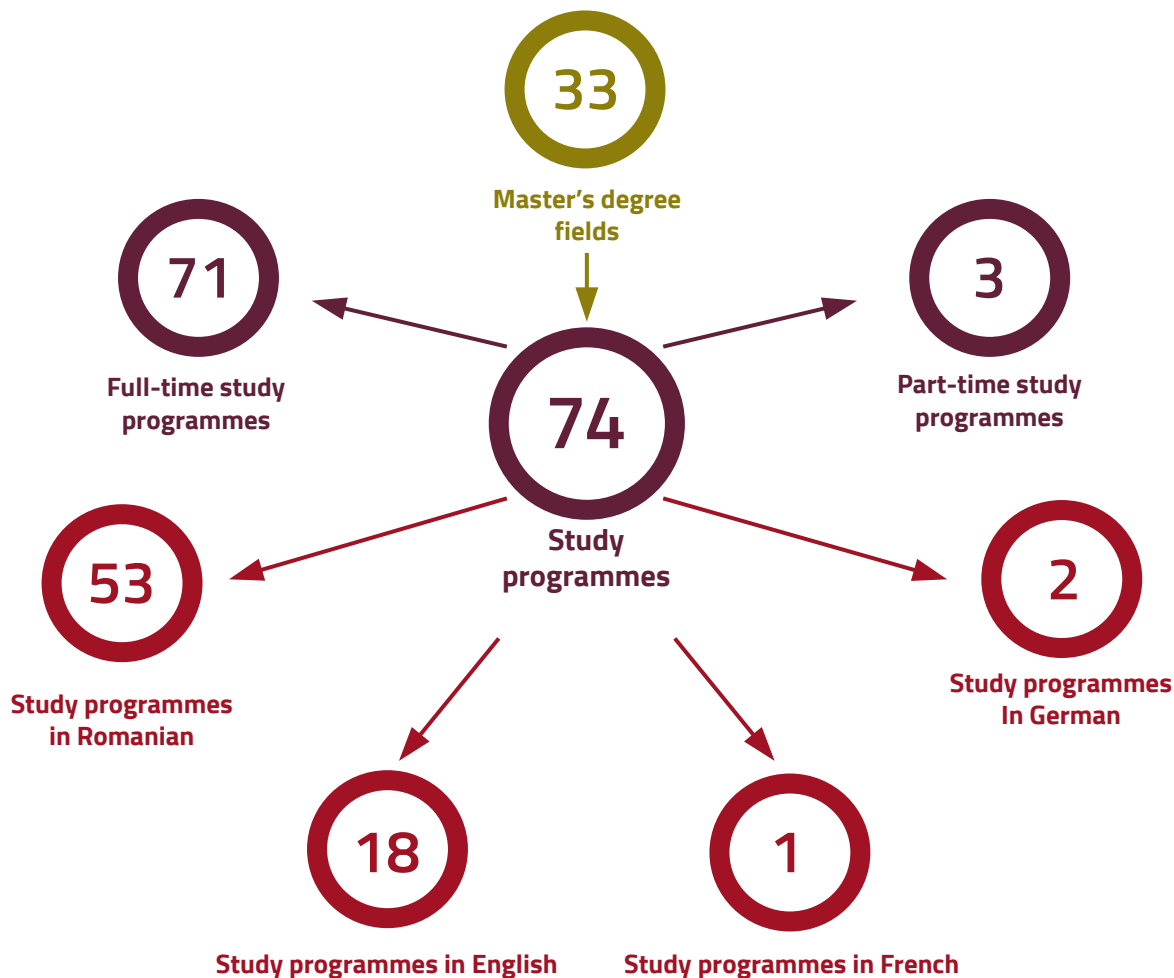 33
Master's degree
fields
71
Full-time study
programmes
3
Part-time study
programmes
74
Study
programmes
53
Study programmes
in Romanian
2
Study programmes
In German
18
Study programmes in English
1
Study programmes in French